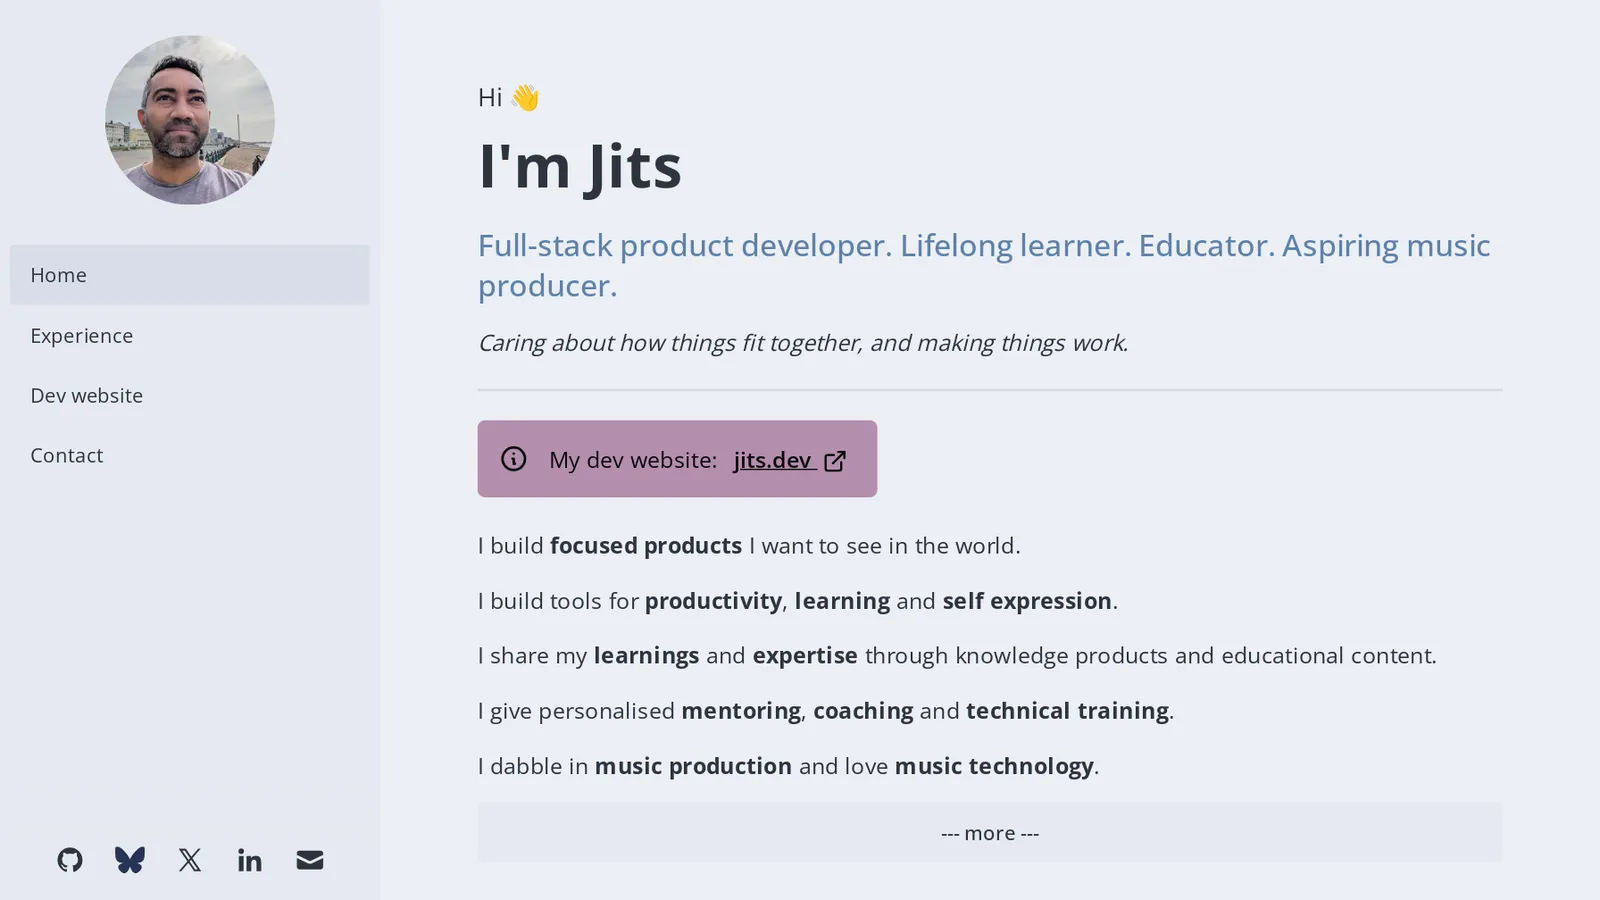 Home
Experience
Dev website
Contact
Hi 👋
I'm Jits
Full-stack product developer. Lifelong learner. Educator. Aspiring music
producer.
Caring about how things fit together, and making things work.
My dev website: jits.dev
I build focused products I want to see in the world.
I build tools for productivity, learning and self expression.
I share my learnings and expertise through knowledge products and educational content.
I give personalised mentoring, coaching and technical training.
I dabble in music production and love music technology.
--- more ---